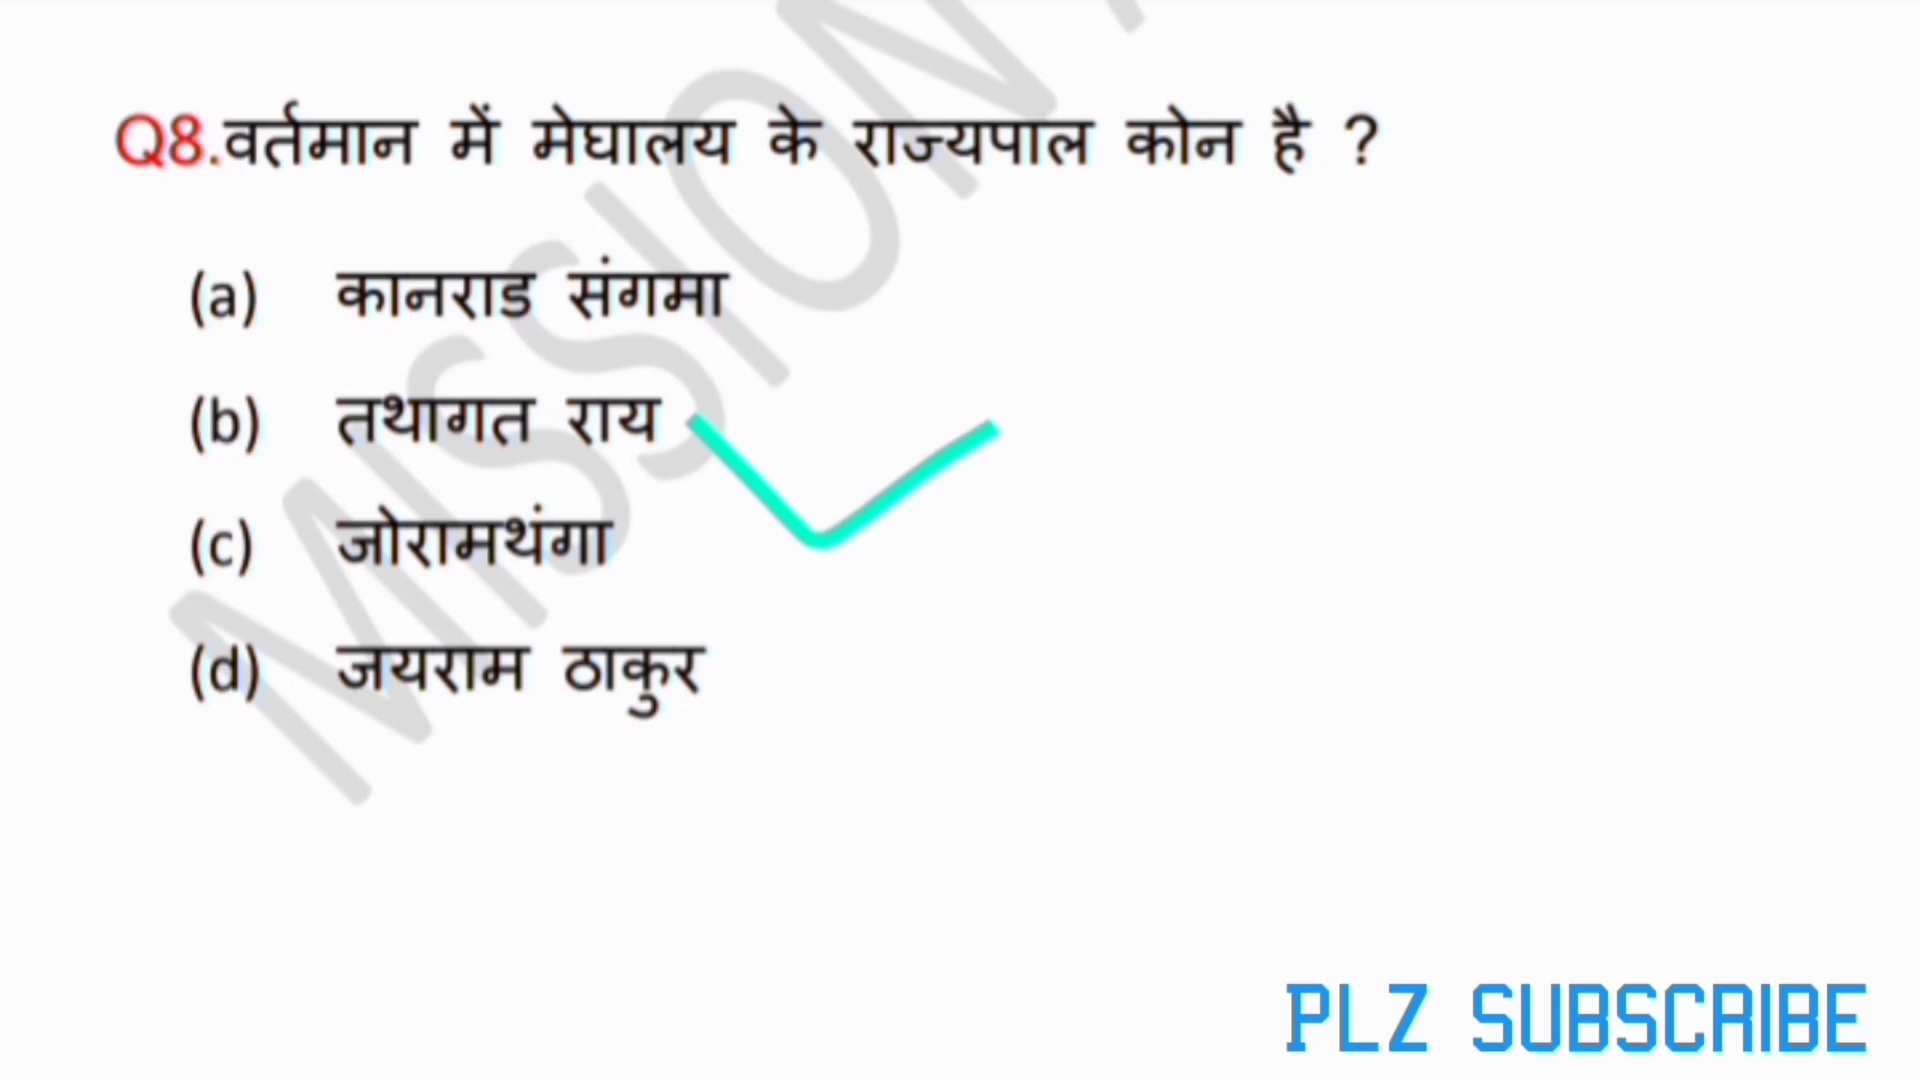 Q8.वर्तमान में मेघालय के राज्यपाल कोन है ?
(a) कानराड संगमा
(b) तथागत राय
(c) जोरामथंगा
(d) जयराम ठाकुर
MISSION
PLZ SUBSCRIBE